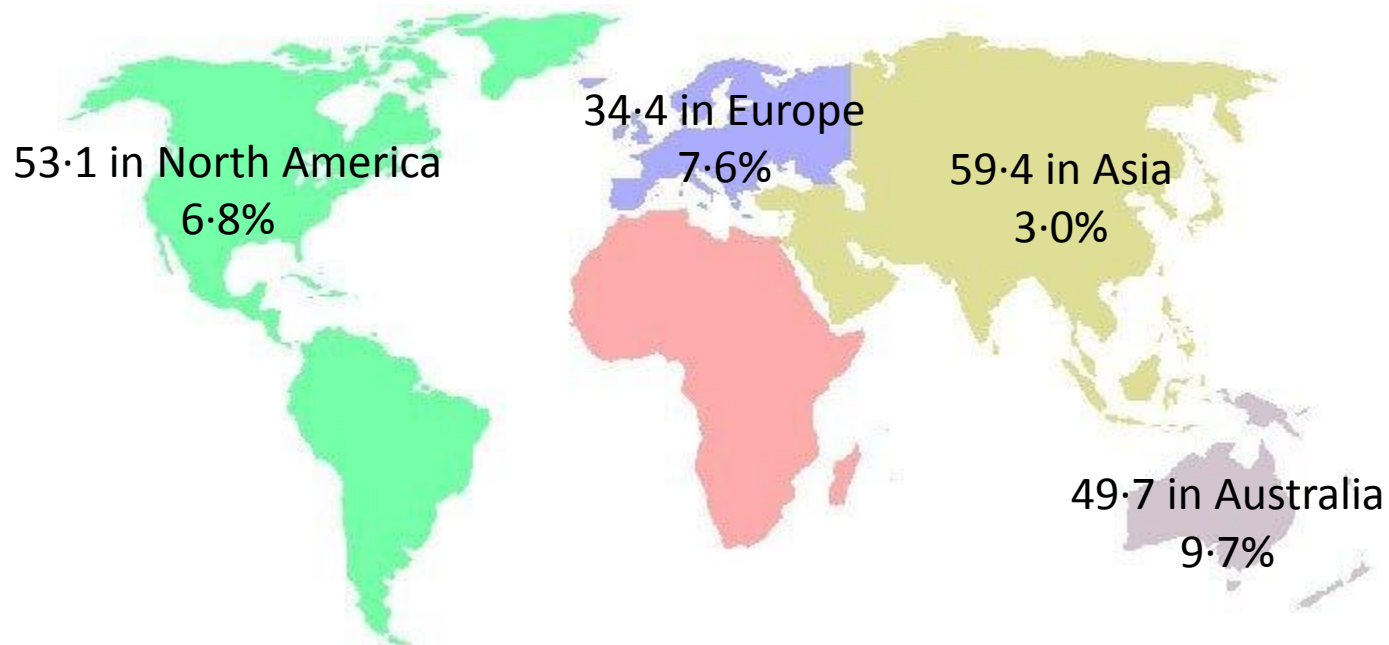 34·4 in Europe
7·6%
53·1 in North America
6·8%
59·4 in Asia
3·0%
49·7 in Australia
9·7%